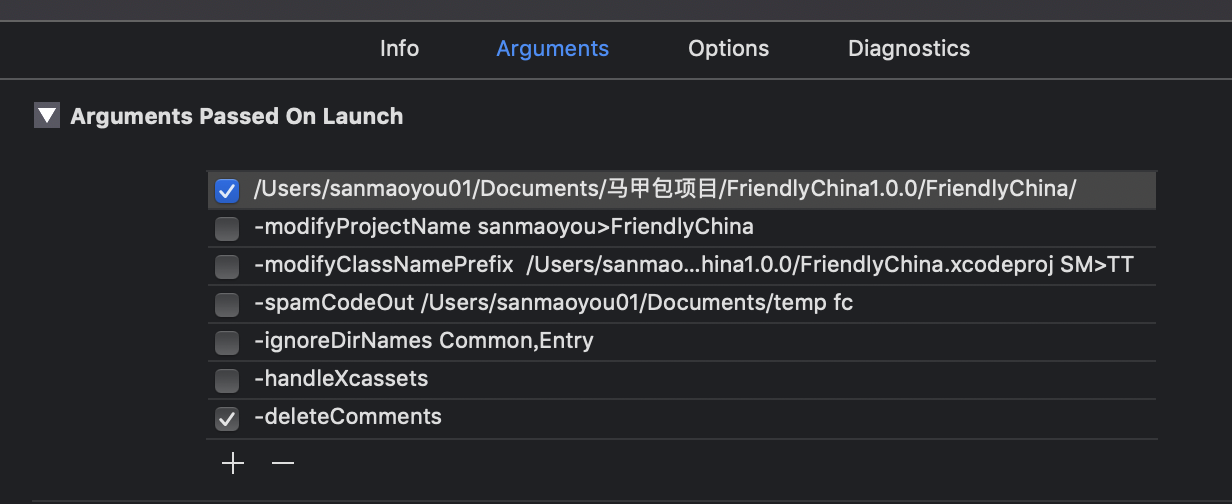 Info Arguments Options Diagnostics
Arguments Passed On Launch
/Users/sanmaoyou01/Documents/马甲包项目/FriendlyChina1.0.0/FriendlyChina/
-modifyProjectName sanmaoyou>FriendlyChina
-modifyClassNamePrefix  /Users/sanmao...hina1.0.0/FriendlyChina.xcodeproj SM>TT
-spamCodeOut /Users/sanmaoyou01/Documents/temp fc
-ignoreDirNames Common,Entry
-handleXcassets
-deleteComments